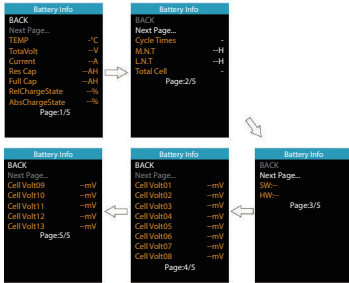 Battery Info
BACK
Next Page...
TEMP -°C
TotaVolt --V
Current --A
Res Cap --AH
Full Cap --AH
RelChargeState --%
AbsChargeState --%
Page:1/5
Battery Info
BACK
Next Page...
Cycle Times -
M.N.T --H
L.N.T --H
Total Cell -
Page:2/5
Battery Info
BACK
Next Page...
SW:--
HW:--
Page:3/5
Battery Info
BACK
Next Page...
Cell Volt01 --mV
Cell Volt02 --mV
Cell Volt03 --mV
Cell Volt04 --mV
Cell Volt05 --mV
Cell Volt06 --mV
Cell Volt07 --mV
Cell Volt08 --mV
Page:4/5
Battery Info
BACK
Next Page...
Cell Volt09 --mV
Cell Volt10 --mV
Cell Volt11 --mV
Cell Volt12 --mV
Cell Volt13 --mV
Page:5/5